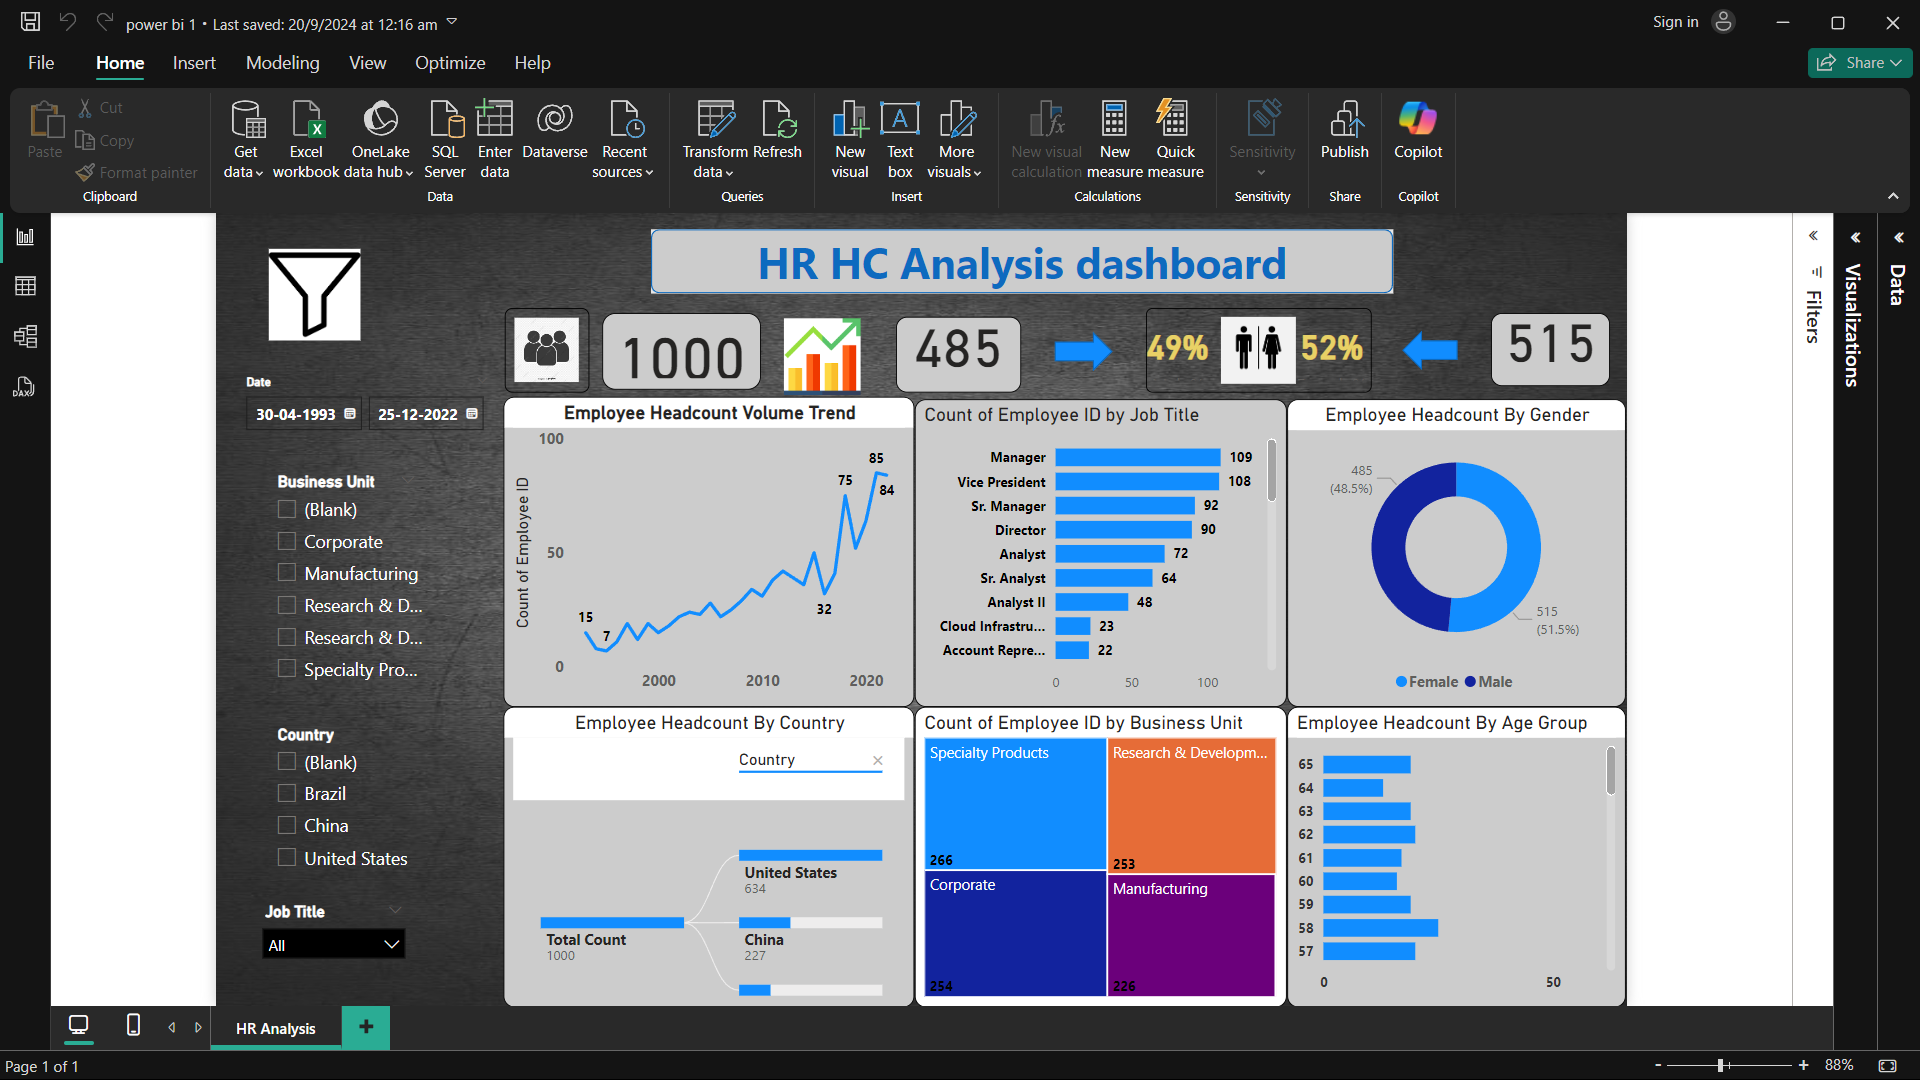 power bi 1 • Last saved: 20/9/2024 at 12:16 am
Sign in
File Home Insert Modeling View Optimize Help
Share
Paste
Cut
Copy
Format painter
Clipboard
Get data
Excel workbook
OneLake data hub
SQL Server
Enter data
Dataverse
Recent sources
Data
Transform data
Refresh
Queries
New visual
Text box
More visuals
Insert
New visual calculation
New measure
Quick measure
Calculations
Sensitivity
Sensitivity
Publish
Share
Copilot
Copilot
DAX
HR HC Analysis dashboard
1000
485
49%
52%
515
Date
30-04-1993
25-12-2022
Business Unit
(Blank)
Corporate
Manufacturing
Research & D...
Research & D...
Specialty Pro...
Country
(Blank)
Brazil
China
United States
Job Title
All
Employee Headcount Volume Trend
Count of Employee ID
100
50
0
15
7
32
75
85
84
2000 2010 2020
Count of Employee ID by Job Title
Manager 109
Vice President 108
Sr. Manager 92
Director 90
Analyst 72
Sr. Analyst 64
Analyst II 48
Cloud Infrastru... 23
Account Repre... 22
0 50 100
Employee Headcount By Gender
485
(48.5%)
515
(51.5%)
Female Male
Employee Headcount By Country
Country
Total Count
1000
United States
634
China
227
Count of Employee ID by Business Unit
Specialty Products
266
Research & Developm...
253
Corporate
254
Manufacturing
226
Employee Headcount By Age Group
65
64
63
62
61
60
59
58
57
0 50
Filters
Visualizations
Data
HR Analysis
Page 1 of 1
- + 88%